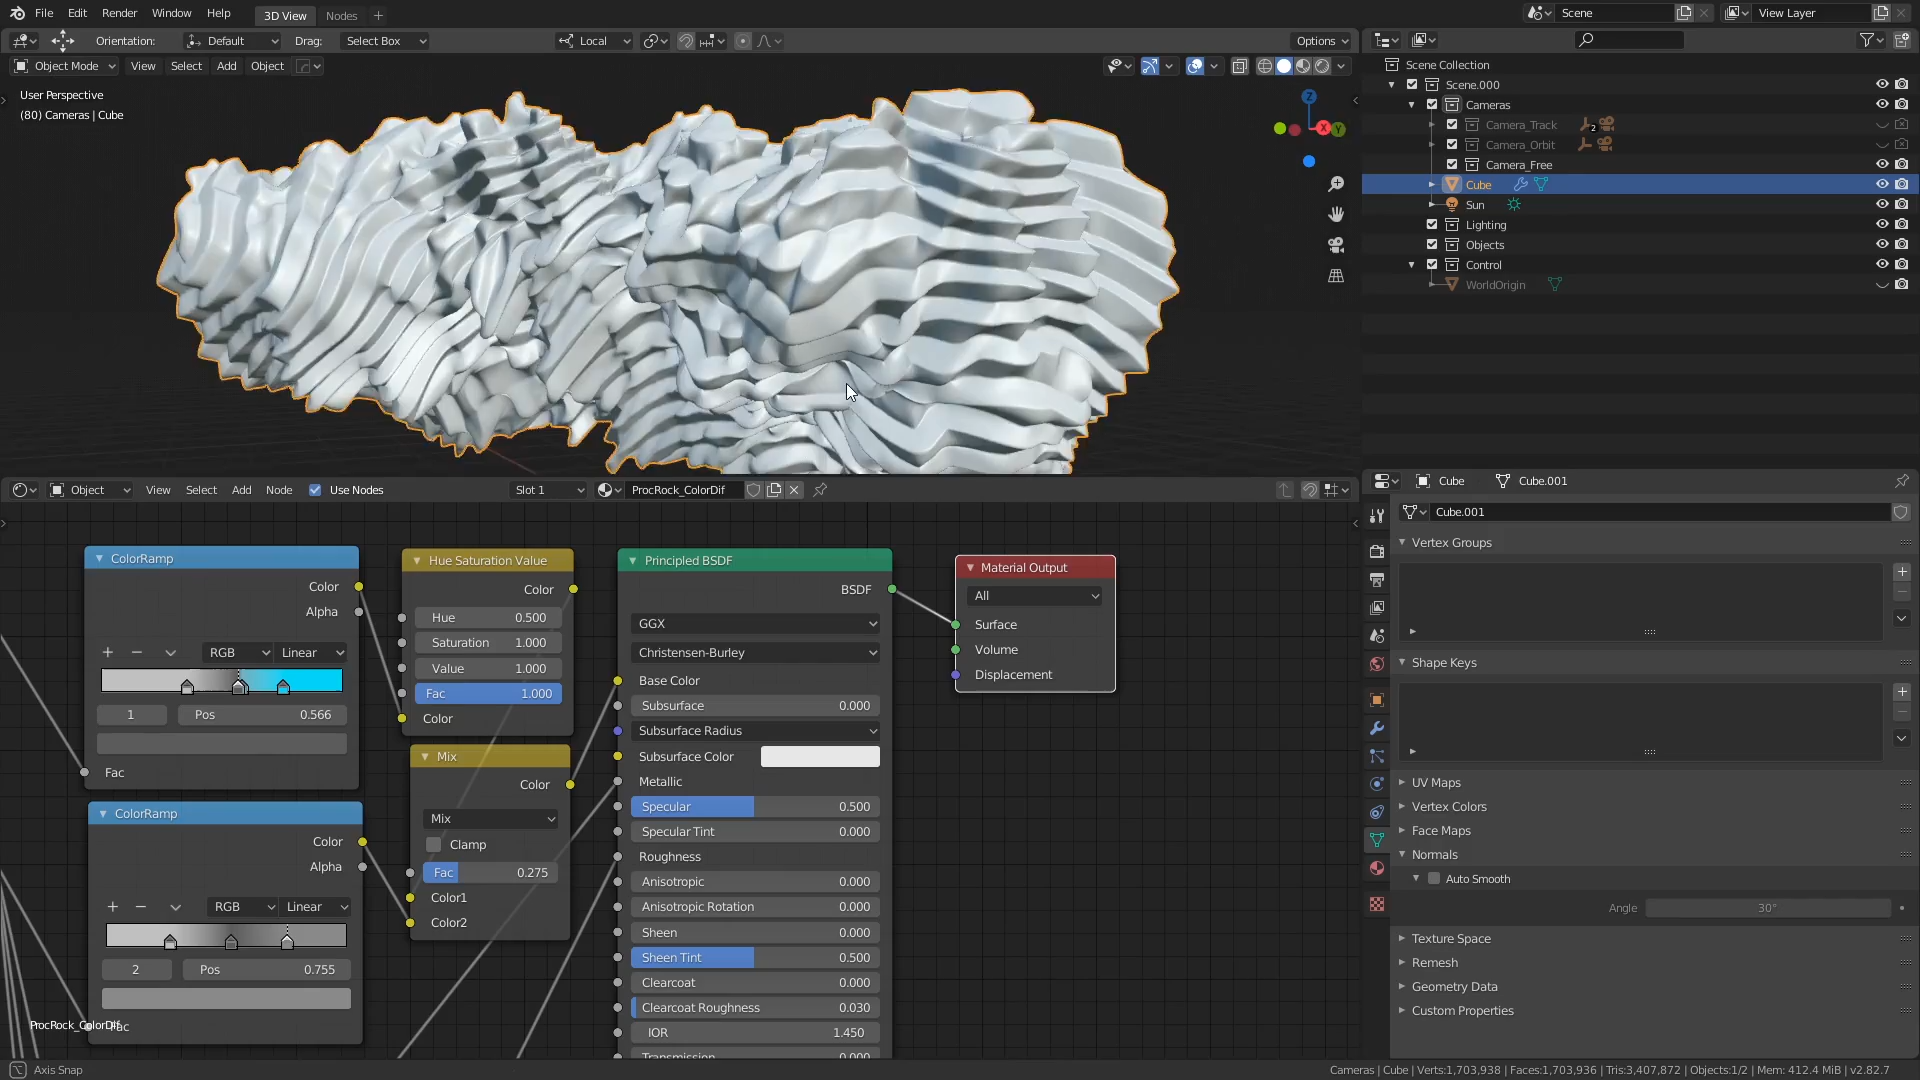 File Edit Render Window Help 3D View Nodes + Scene View Layer
Orientation: Default Drag: Select Box Local Options
Object Mode View Select Add Object
User Perspective
(80) Cameras | Cube
Z
X
Y
Scene Collection
Scene.000
Cameras
Camera_Track 2
Camera_Orbit
Camera_Free
Cube
Sun
Lighting
Objects
Control
WorldOrigin
Object View Select Add Node Use Nodes Slot 1 ProcRock_ColorDif
ColorRamp
Color
Alpha
RGB Linear
1 Pos 0.566
Fac
ColorRamp
Color
Alpha
RGB Linear
2 Pos 0.755
Fac
ProcRock_ColorDif
Hue Saturation Value
Color
Hue 0.500
Saturation 1.000
Value 1.000
Fac 1.000
Color
Mix
Color
Mix
Clamp
Fac 0.275
Color1
Color2
Principled BSDF
BSDF
GGX
Christensen-Burley
Base Color
Subsurface 0.000
Subsurface Radius
Subsurface Color
Metallic
Specular 0.500
Specular Tint 0.000
Roughness
Anisotropic 0.000
Anisotropic Rotation 0.000
Sheen 0.000
Sheen Tint 0.500
Clearcoat 0.000
Clearcoat Roughness 0.030
IOR 1.450
Transmission 0.000
Material Output
All
Surface
Volume
Displacement
Cube Cube.001
Cube.001
Vertex Groups
Shape Keys
UV Maps
Vertex Colors
Face Maps
Normals
Auto Smooth
Angle 30°
Texture Space
Remesh
Geometry Data
Custom Properties
Axis Snap
Cameras | Cube | Verts:1,703,938 | Faces:1,703,936 | Tris:3,407,872 | Objects:1/2 | Mem: 412.4 MiB | v2.82.7